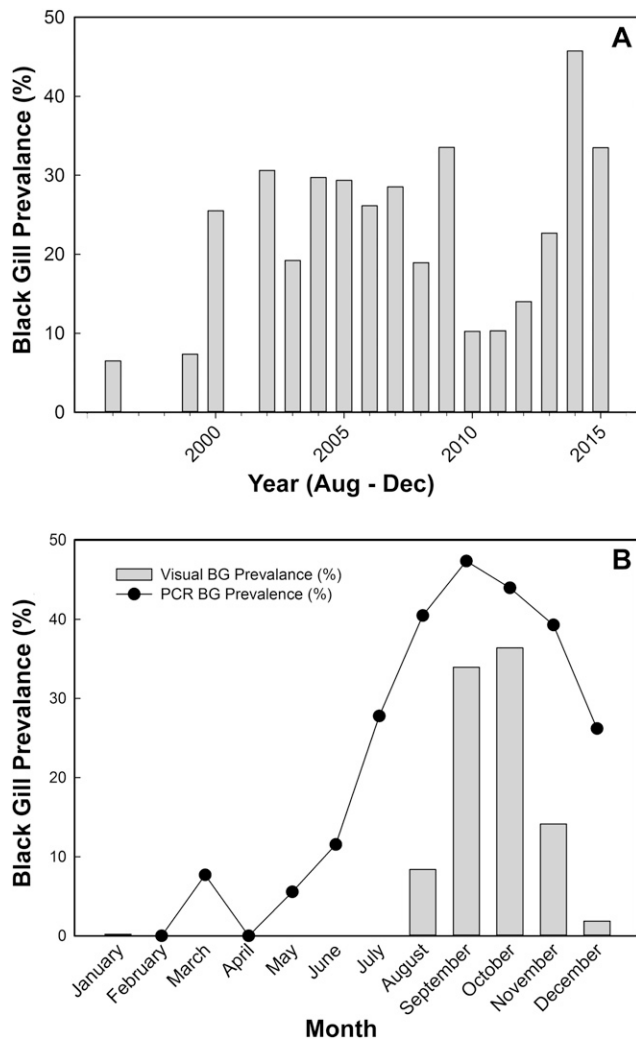 A
Black Gill Prevalance (%)
50
40
30
20
10
0
2000
2005
2010
2015
Year (Aug - Dec)
B
Black Gill Prevalance (%)
50
40
30
20
10
0
Visual BG Prevalance (%)
PCR BG Prevalence (%)
January
February
March
April
May
June
July
August
September
October
November
December
Month